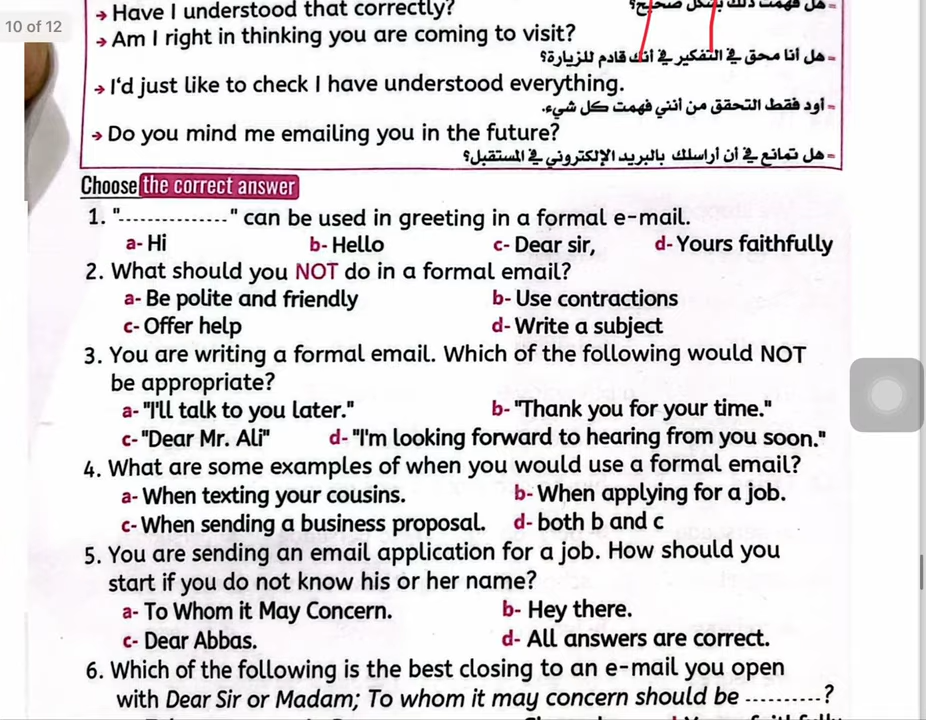 10 of 12
→ Have I understood that correctly?
→ Am I right in thinking you are coming to visit?
= هل أنا محق في التفكير في أنك قادم للزيارة؟
→ I'd just like to check I have understood everything.
= أود فقط التحقق من أنني فهمت كل شيء.
→ Do you mind me emailing you in the future?
= هل تمانع في أن أراسلك بالبريد الإلكتروني في المستقبل؟
Choose the correct answer
1. "..............." can be used in greeting in a formal e-mail.
a- Hi b- Hello c- Dear sir, d- Yours faithfully
2. What should you NOT do in a formal email?
a- Be polite and friendly b- Use contractions
c- Offer help d- Write a subject
3. You are writing a formal email. Which of the following would NOT
be appropriate?
a- "I'll talk to you later." b- "Thank you for your time."
c- "Dear Mr. Ali" d- "I'm looking forward to hearing from you soon."
4. What are some examples of when you would use a formal email?
a- When texting your cousins. b- When applying for a job.
c- When sending a business proposal. d- both b and c
5. You are sending an email application for a job. How should you
start if you do not know his or her name?
a- To Whom it May Concern. b- Hey there.
c- Dear Abbas. d- All answers are correct.
6. Which of the following is the best closing to an e-mail you open
with Dear Sir or Madam; To whom it may concern should be ----------?